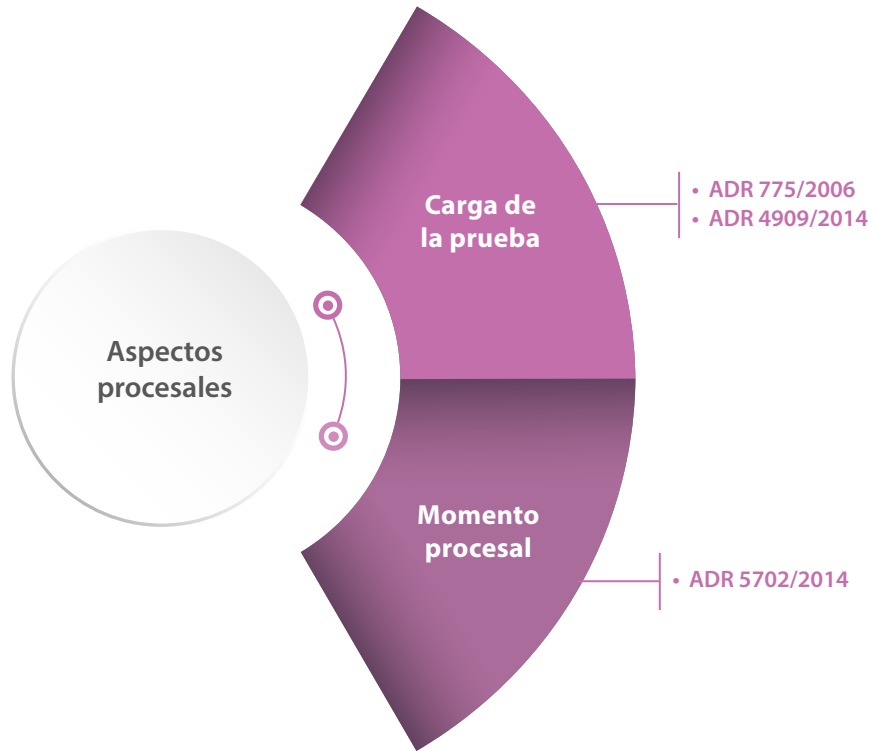 Aspectos
procesales
Carga de
la prueba
• ADR 775/2006
• ADR 4909/2014
Momento
procesal
• ADR 5702/2014